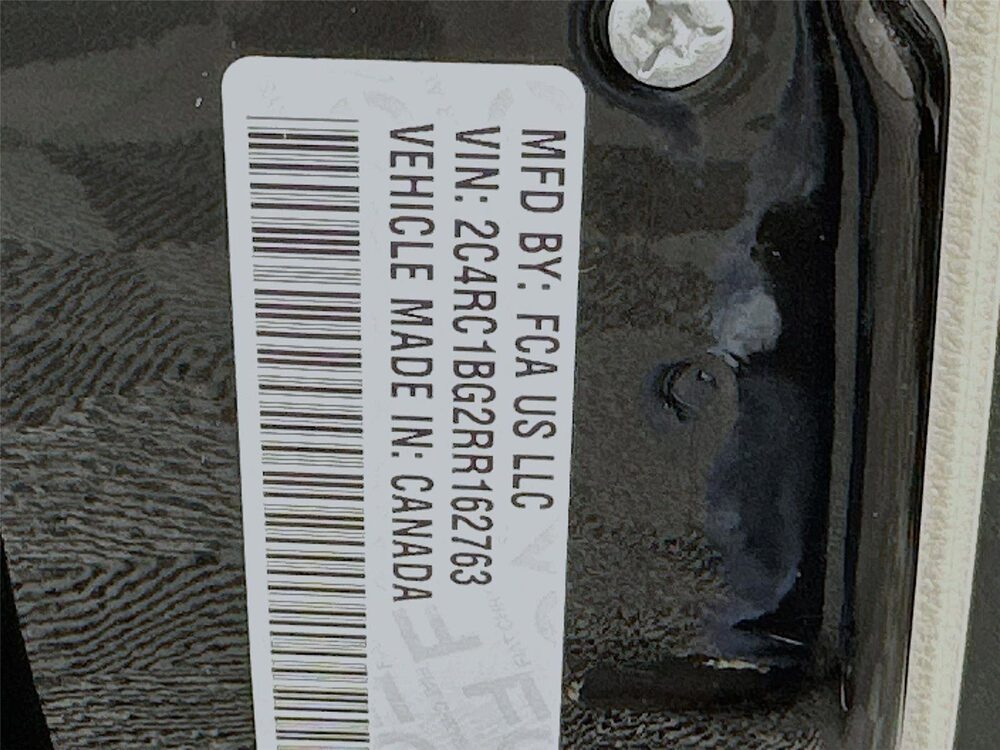 MFD BY: FCA US LLC
VIN: 2C4RC1BG2RR162763
VEHICLE MADE IN: CANADA